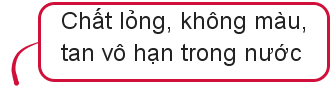 Chất lỏng, không màu,
tan vô hạn trong nước